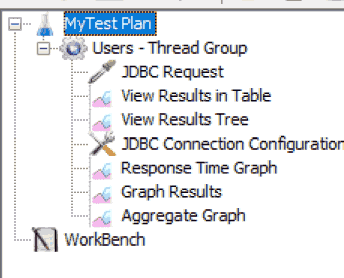 MyTest Plan
Users - Thread Group
JDBC Request
View Results in Table
View Results Tree
JDBC Connection Configuration
Response Time Graph
Graph Results
Aggregate Graph
WorkBench